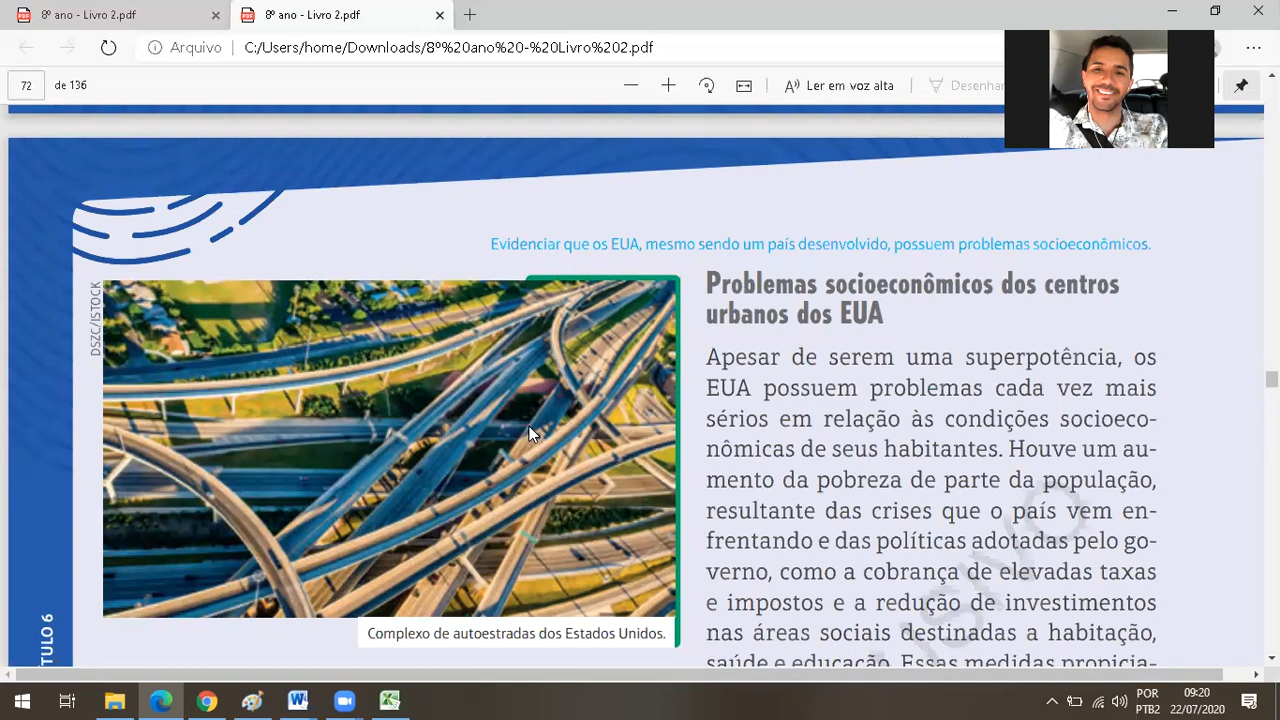 8º ano - Livro 2.pdf
8º ano - Livro 2.pdf
Arquivo
C:/Users/home/Downloads/8º%20ano%20-%20Livro%202.pdf
72
de 136
Ler em voz alta
Desenhar
Evidenciar que os EUA, mesmo sendo um país desenvolvido, possuem problemas socioeconômicos.
DSZC/ISTOCK
Complexo de autoestradas dos Estados Unidos.
Problemas socioeconômicos dos centros
urbanos dos EUA
Apesar de serem uma superpotência, os
EUA possuem problemas cada vez mais
sérios em relação às condições socioeco-
nômicas de seus habitantes. Houve um au-
mento da pobreza de parte da população,
resultante das crises que o país vem en-
frentando e das políticas adotadas pelo go-
verno, como a cobrança de elevadas taxas
e impostos e a redução de investimentos
nas áreas sociais destinadas a habitação,
saúde e educação. Essas medidas propicia-
TULO 6
POR
PTB2
09:20
22/07/2020